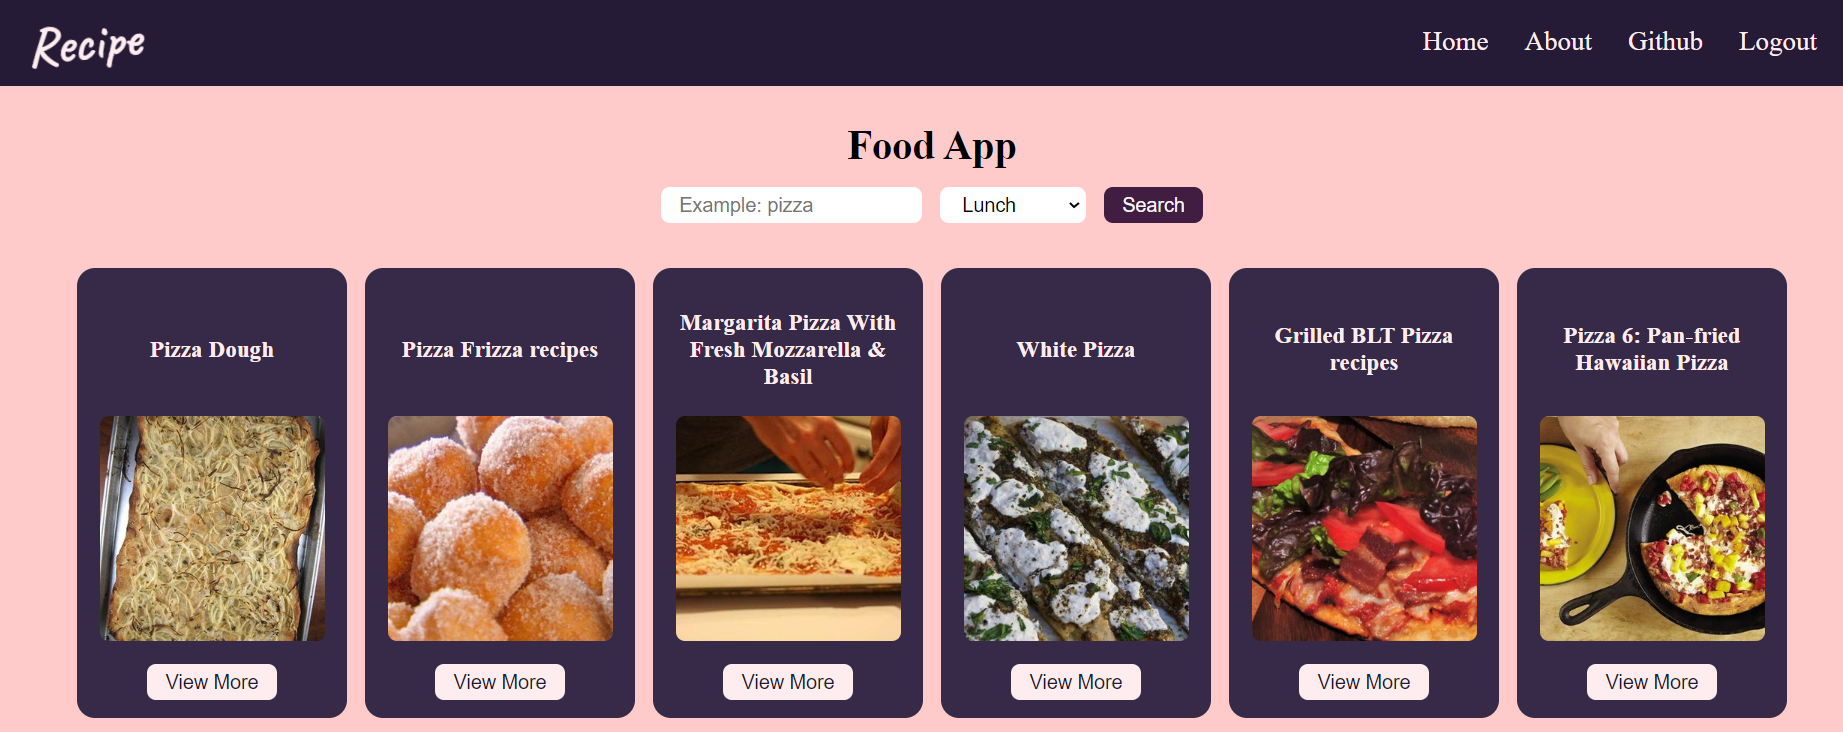 Recipe
Home About Github Logout
Food App
Example: pizza
Lunch
Search
Pizza Dough
View More
Pizza Frizza recipes
View More
Margarita Pizza With
Fresh Mozzarella &
Basil
View More
White Pizza
View More
Grilled BLT Pizza
recipes
View More
Pizza 6: Pan-fried
Hawaiian Pizza
View More